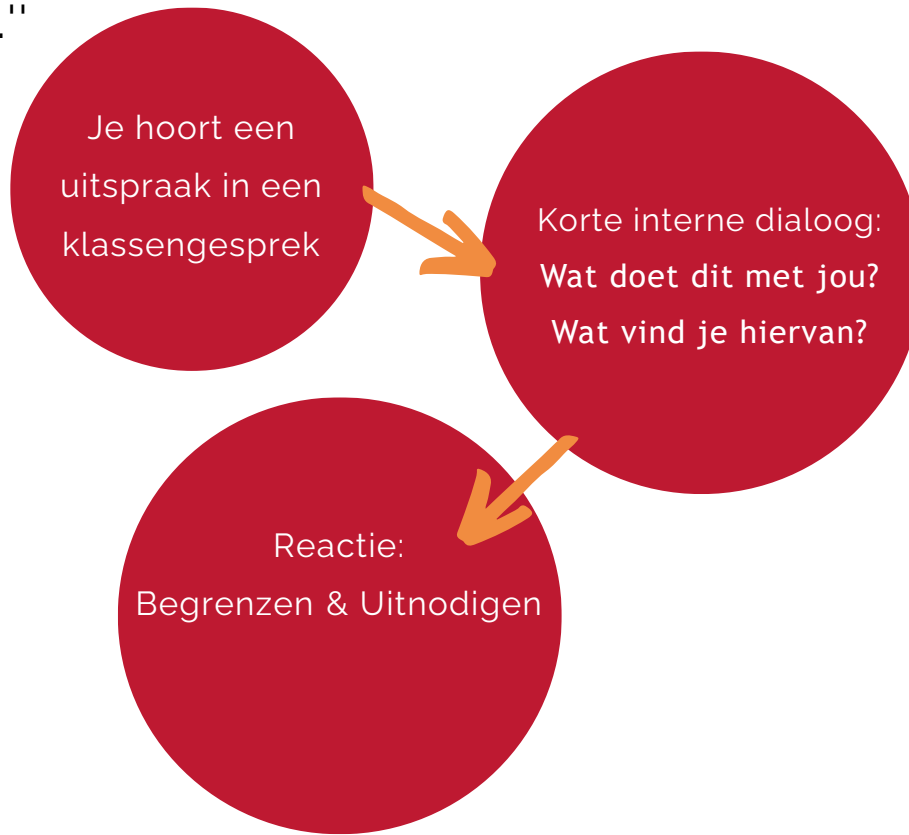 ."
Je hoort een
uitspraak in een
klassengesprek
Korte interne dialoog:
Wat doet dit met jou?
Wat vind je hiervan?
Reactie:
Begrenzen & Uitnodigen